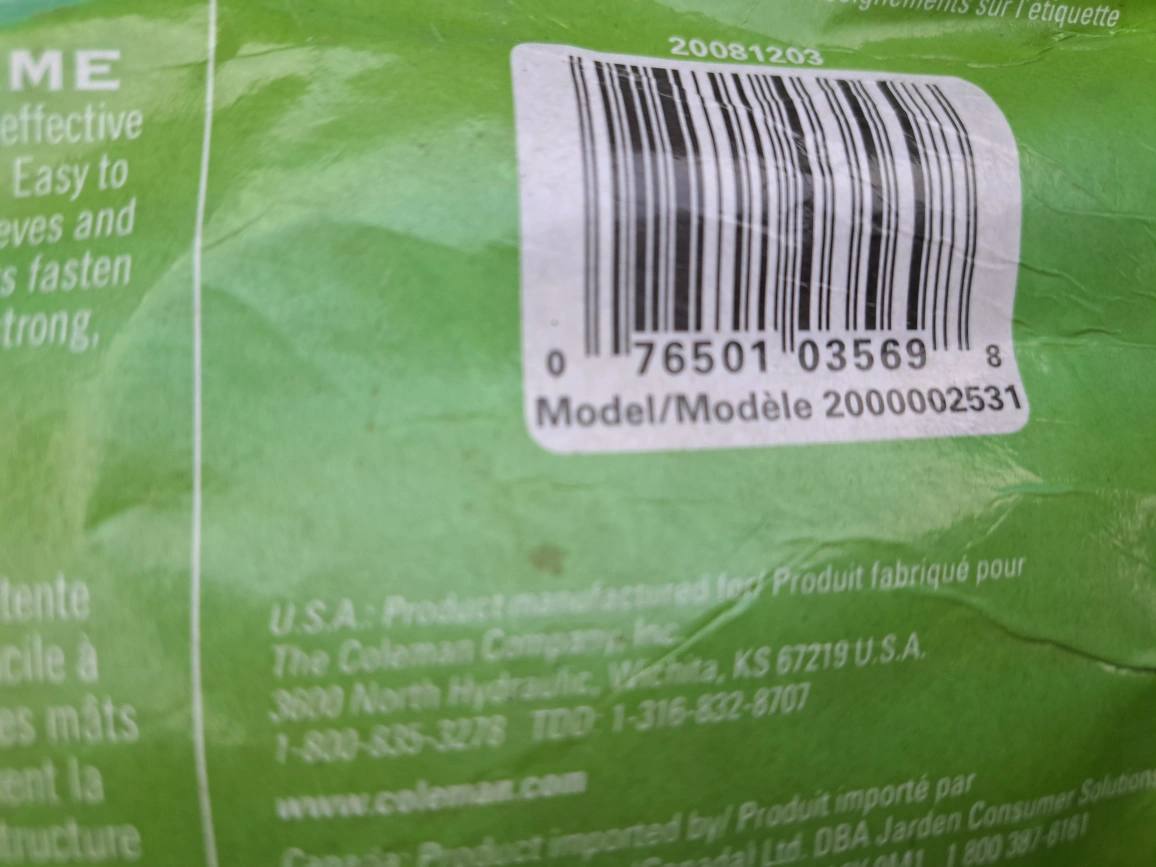 ME
effective
Easy to
eves and
s fasten
trong,
tente
cile à
es mâts
ent la
tructure
sur l'étiquette
20081203
0 76501 03569 8
Model/Modèle 2000002531
U.S.A.: Product manufactured for/ Produit fabriqué pour
The Coleman Company, Inc.
3600 North Hydraulic, Wichita, KS 67219 U.S.A.
1-800-835-3278 TDD: 1-316-832-8707
www.coleman.com
Canada: Product imported by/ Produit importé par
(Canada) Ltd. DBA Jarden Consumer Solutions
1 800 387-6161